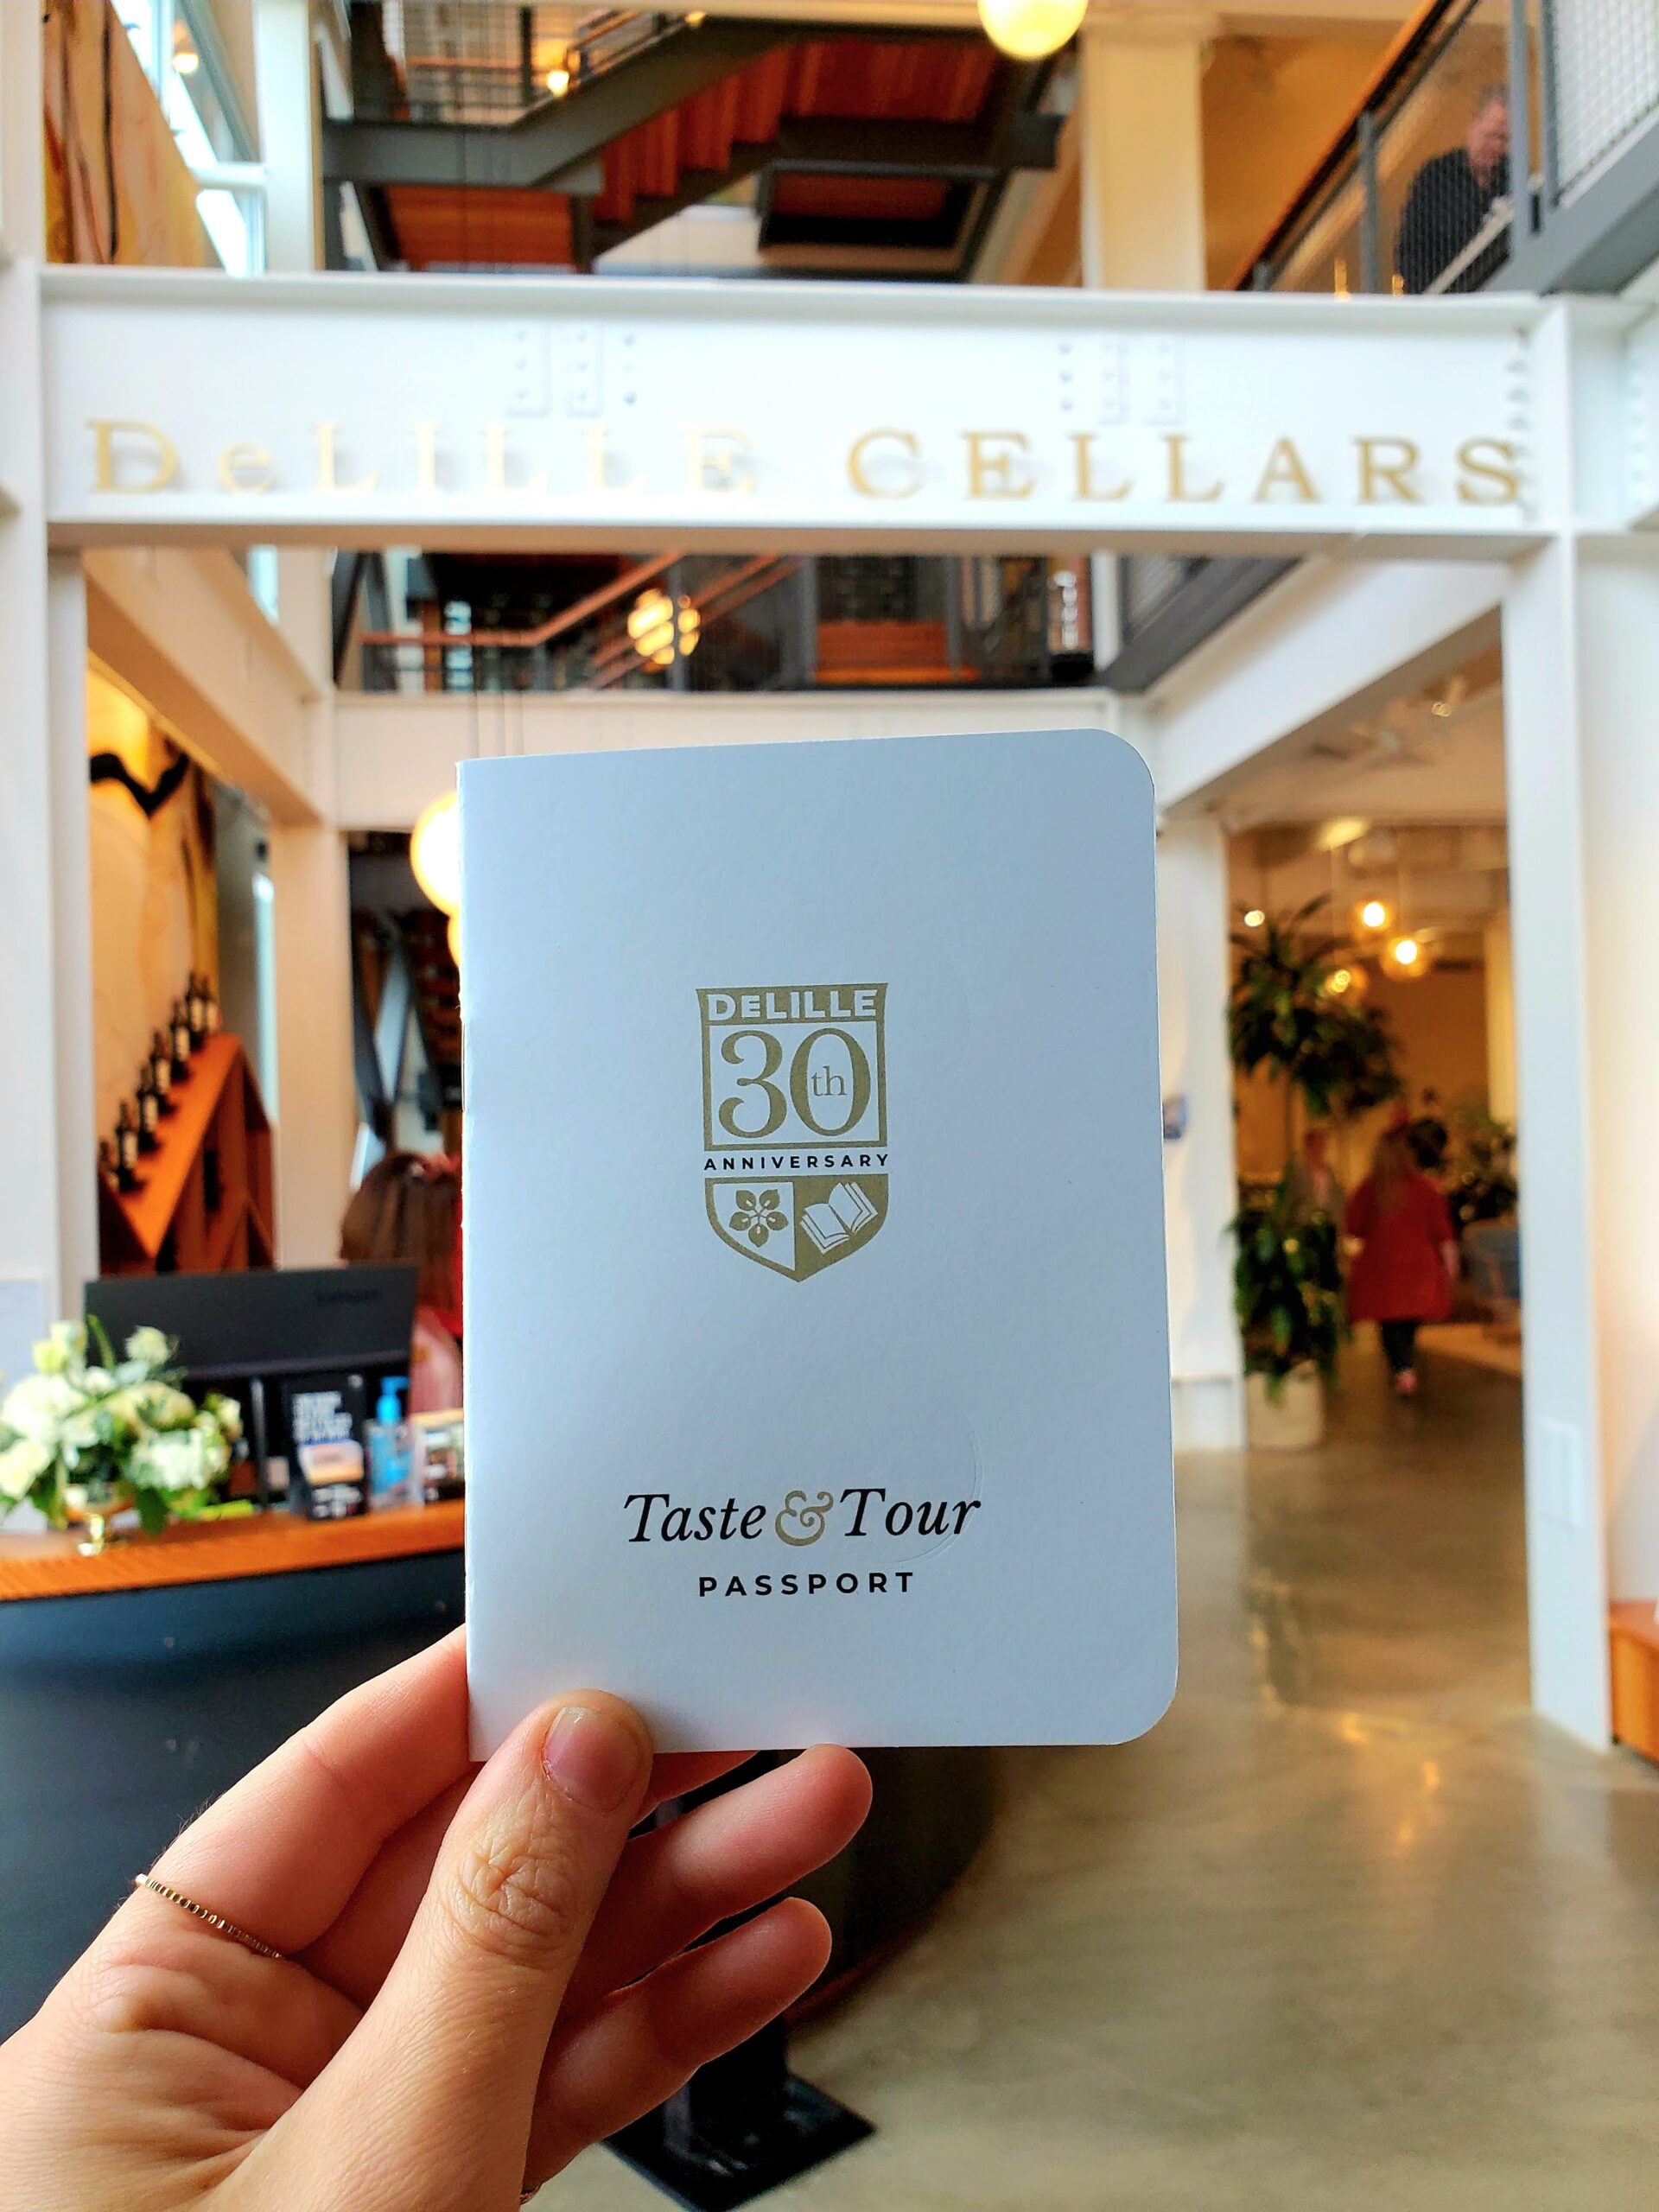 DeLILLE CELLARS
DELILLE
30th
ANNIVERSARY
Taste & Tour
PASSPORT